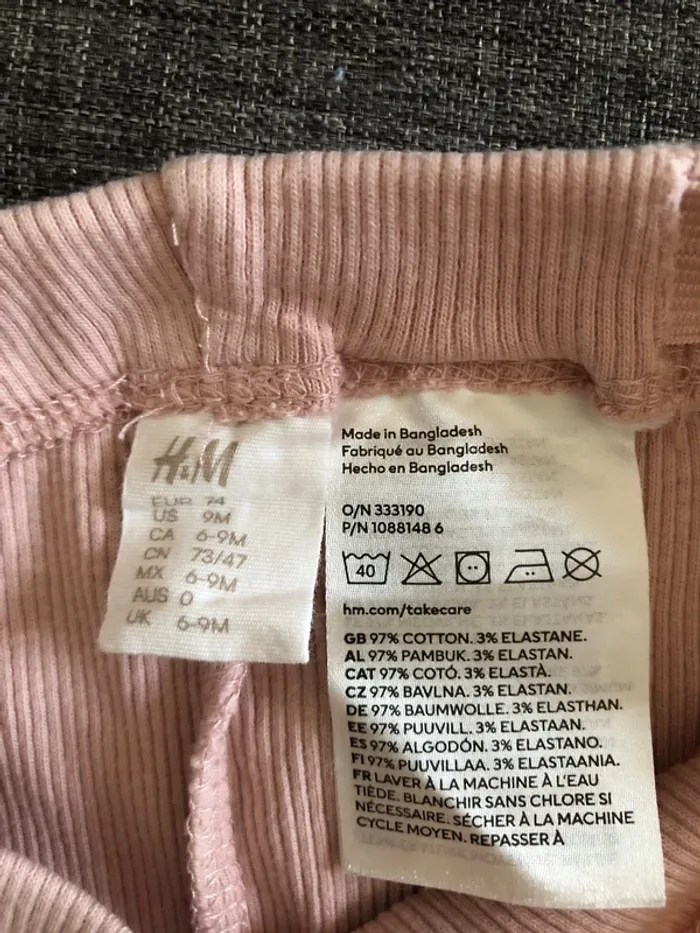 H&M
EUR 74
US 9M
CA 6-9M
CN 73/47
MX 6-9M
AUS 0
UK 6-9M
Made in Bangladesh
Fabriqué au Bangladesh
Hecho en Bangladesh
O/N 333190
P/N 1088148 6
40
hm.com/takecare
GB 97% COTTON. 3% ELASTANE.
AL 97% PAMBUK. 3% ELASTAN.
CAT 97% COTÓ. 3% ELASTÀ.
CZ 97% BAVLNA. 3% ELASTAN.
DE 97% BAUMWOLLE. 3% ELASTHAN.
EE 97% PUUVILL. 3% ELASTAAN.
ES 97% ALGODÓN. 3% ELASTANO.
FI 97% PUUVILLAA. 3% ELASTAANIA.
FR LAVER À LA MACHINE À L'EAU
TIÈDE. BLANCHIR SANS CHLORE SI
NÉCESSAIRE. SÉCHER À LA MACHINE
CYCLE MOYEN. REPASSER À